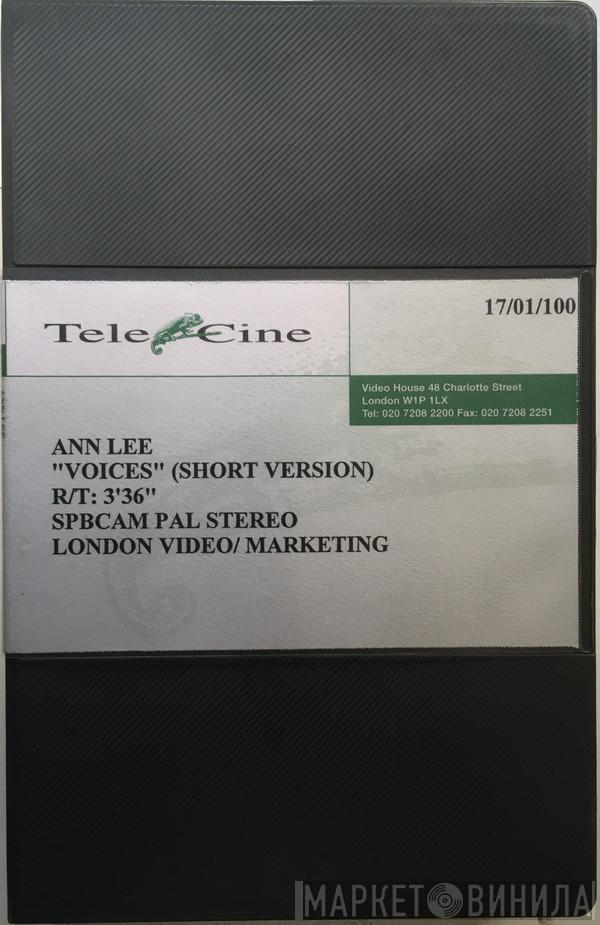 17/01/100
Tele Cine
Video House 48 Charlotte Street
London W1P 1LX
Tel: 020 7208 2200 Fax: 020 7208 2251
ANN LEE
"VOICES" (SHORT VERSION)
R/T: 3'36"
SPBCAM PAL STEREO
LONDON VIDEO/ MARKETING
МАРКЕТ ВИНИЛА